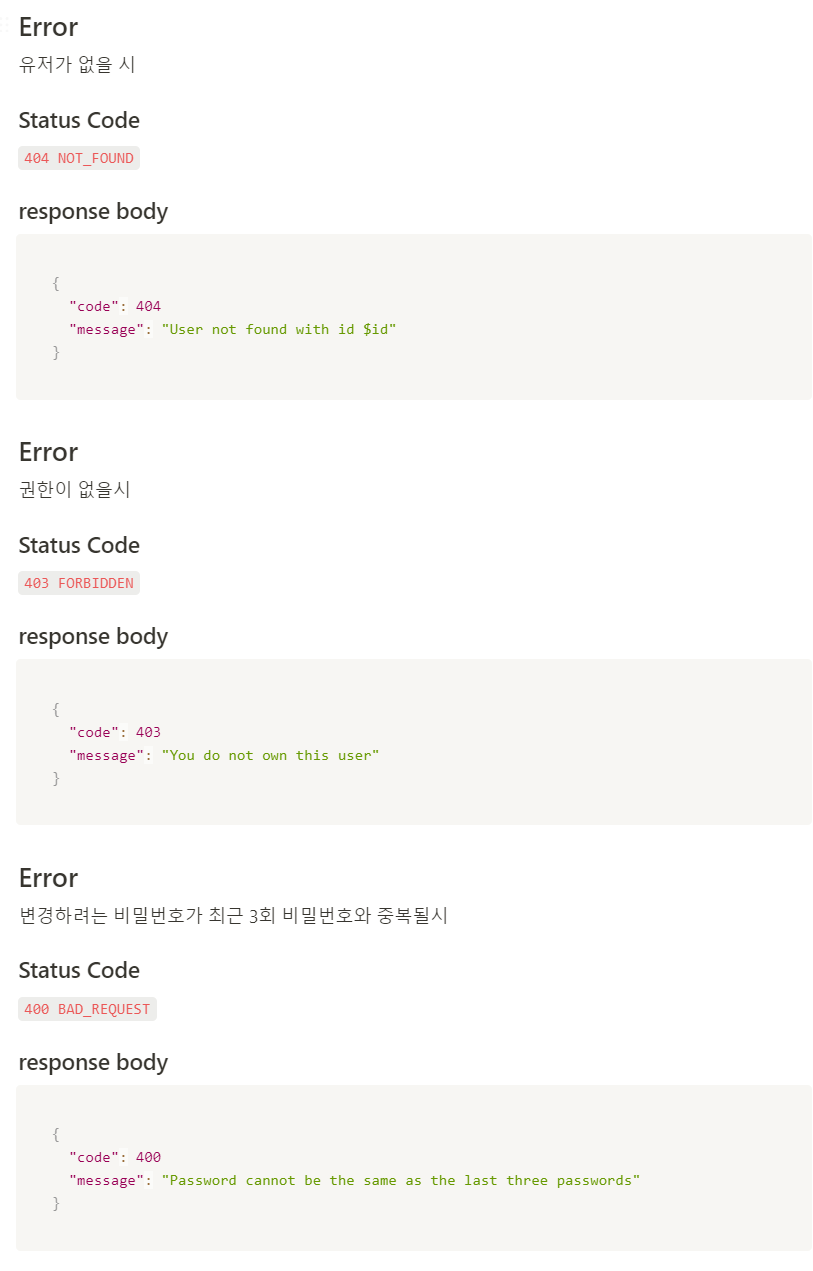 Error
유저가 없을 시
Status Code
404 NOT_FOUND
response body
{
"code": 404
"message": "User not found with id $id"
}
Error
권한이 없을시
Status Code
403 FORBIDDEN
response body
{
"code": 403
"message": "You do not own this user"
}
Error
변경하려는 비밀번호가 최근 3회 비밀번호와 중복될시
Status Code
400 BAD_REQUEST
response body
{
"code": 400
"message": "Password cannot be the same as the last three passwords"
}